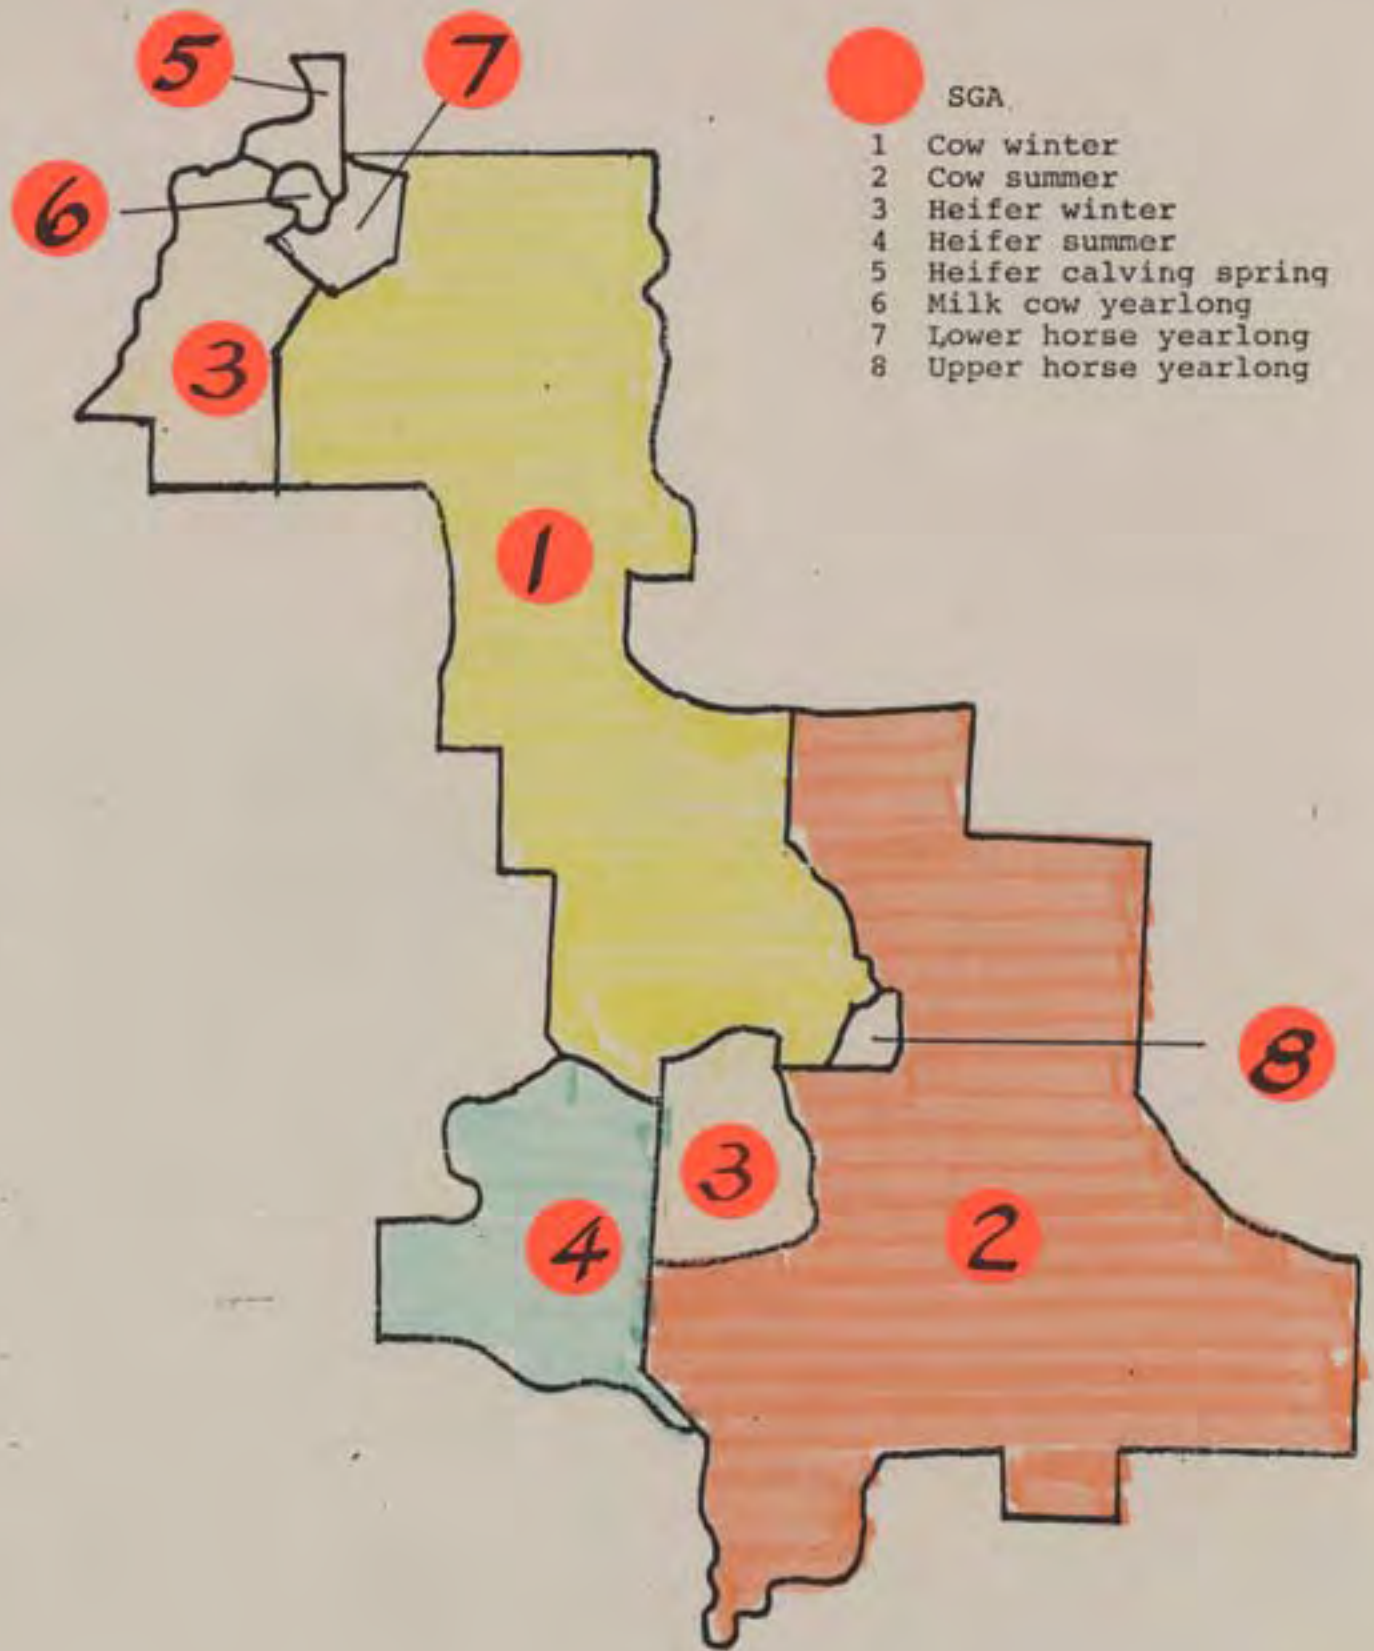 5
7
SGA
1 Cow winter
2 Cow summer
6
3 Heifer winter
4 Heifer summer
5 Heifer calving spring
6 Milk cow yearlong
7 Lower horse yearlong
8 Upper horse yearlong
3
1
8
3
4
2